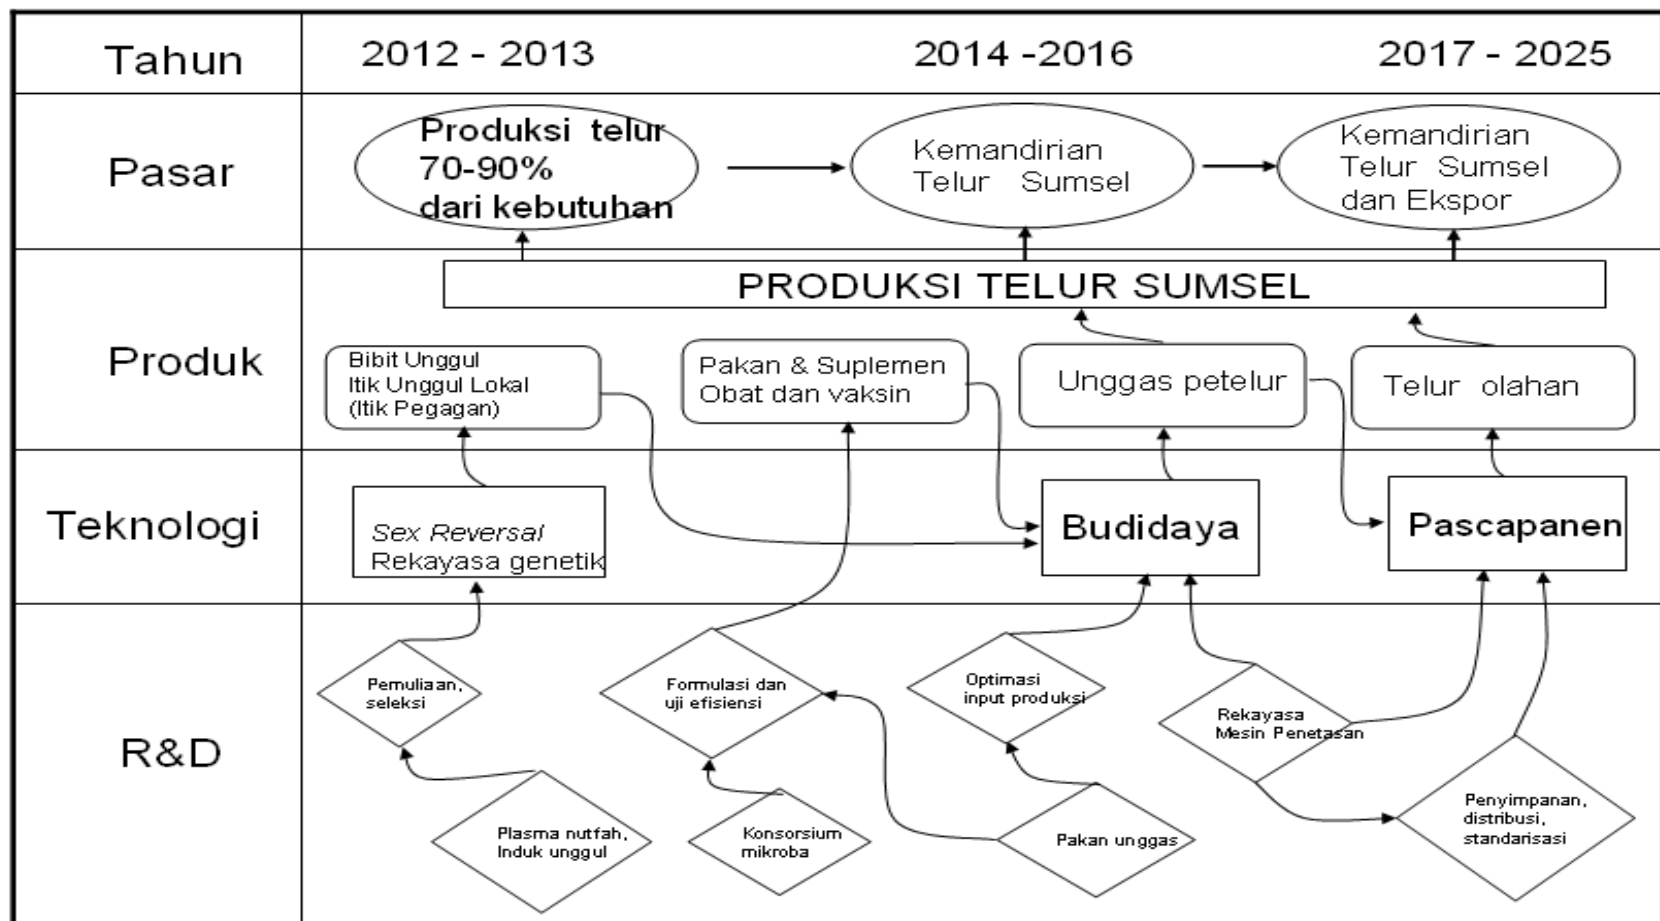 Tahun
2012 - 2013
2014 -2016
2017 - 2025
Pasar
Produksi telur
70-90%
dari kebutuhan
Kemandirian
Telur Sumsel
Kemandirian
Telur Sumsel
dan Ekspor
Produk
PRODUKSI TELUR SUMSEL
Bibit Unggul
Itik Unggul Lokal
(Itik Pegagan)
Pakan & Suplemen
Obat dan vaksin
Unggas petelur
Telur olahan
Teknologi
Sex Reversal
Rekayasa genetik
Budidaya
Pascapanen
R&D
Pemuliaan,
seleksi
Formulasi dan
uji efisiensi
Optimasi
input produksi
Rekayasa
Mesin Penetasan
Plasma nutfah,
Induk unggul
Konsorsium
mikroba
Pakan unggas
Penyimpanan,
distribusi,
standarisasi